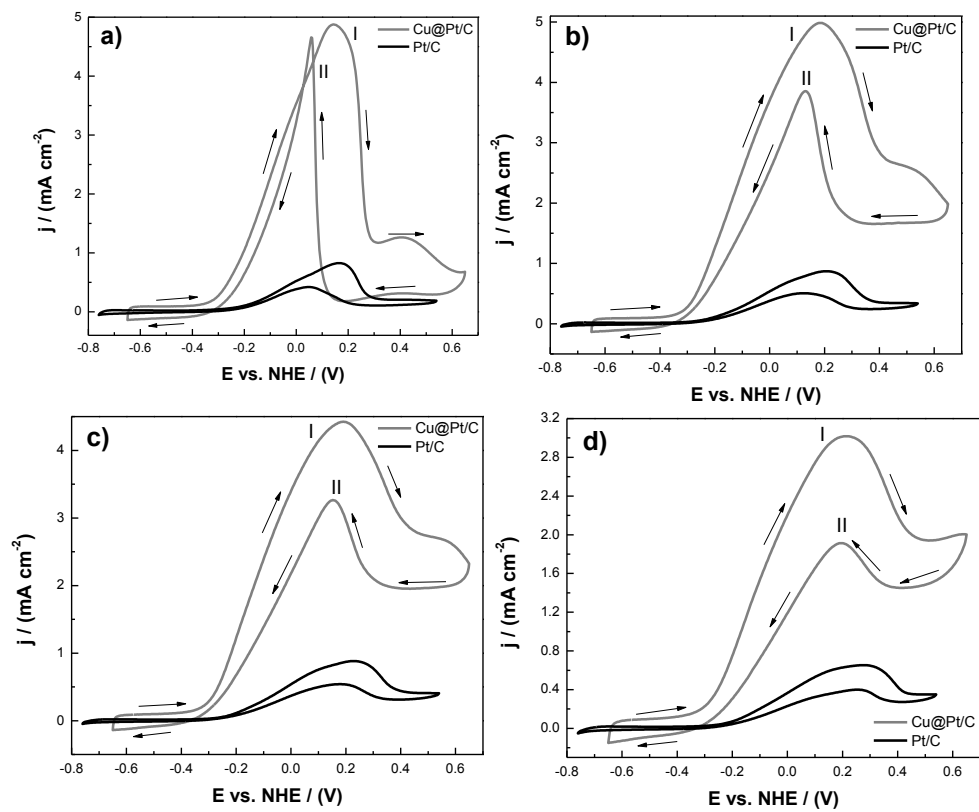 a)
I
II
Cu@Pt/C
Pt/C
5
4
3
2
1
0
j / (mA cm-2)
-0.8 -0.6 -0.4 -0.2 0.0 0.2 0.4 0.6
E vs. NHE / (V)
b)
I
II
Cu@Pt/C
Pt/C
5
4
3
2
1
0
j / (mA cm-2)
-0.8 -0.6 -0.4 -0.2 0.0 0.2 0.4 0.6
E vs. NHE / (V)
c)
I
II
Cu@Pt/C
Pt/C
4
3
2
1
0
j / (mA cm-2)
-0.8 -0.6 -0.4 -0.2 0.0 0.2 0.4 0.6
E vs. NHE / (V)
d)
I
II
3.2
2.8
2.4
2.0
1.6
1.2
0.8
0.4
0.0
j / (mA cm-2)
Cu@Pt/C
Pt/C
-0.8 -0.6 -0.4 -0.2 0.0 0.2 0.4 0.6
E vs. NHE / (V)